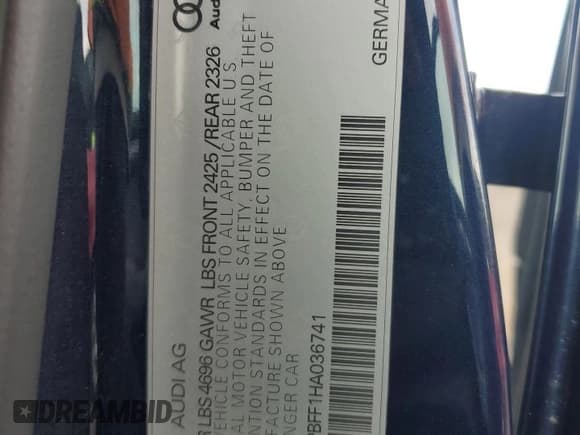 Aud
GERMA
AUDI AG
R LBS 4696 GAWR LBS FRONT 2425/REAR 2326
VEHICLE CONFORMS TO ALL APPLICABLE U S
AL MOTOR VEHICLE SAFETY, BUMPER AND THEFT
NTION STANDARDS IN EFFECT ON THE DATE OF
FACTURE SHOWN ABOVE
NGER CAR
BFF1HA036741
DREAMBID